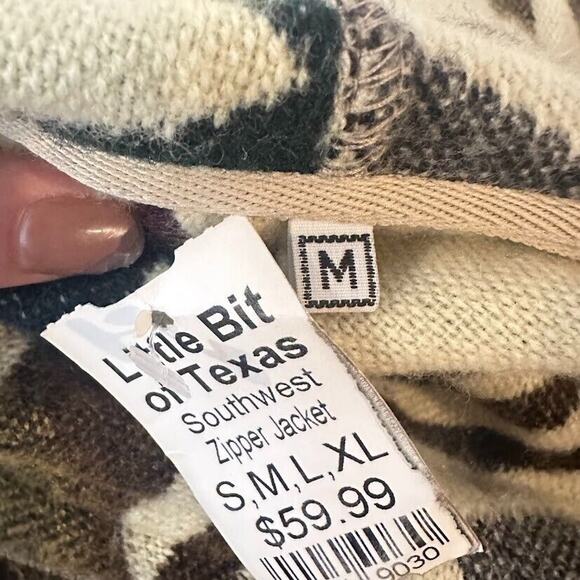 M
Little Bit
of Texas
Southwest
Zipper Jacket
S,M,L,XL
$59.99
9030